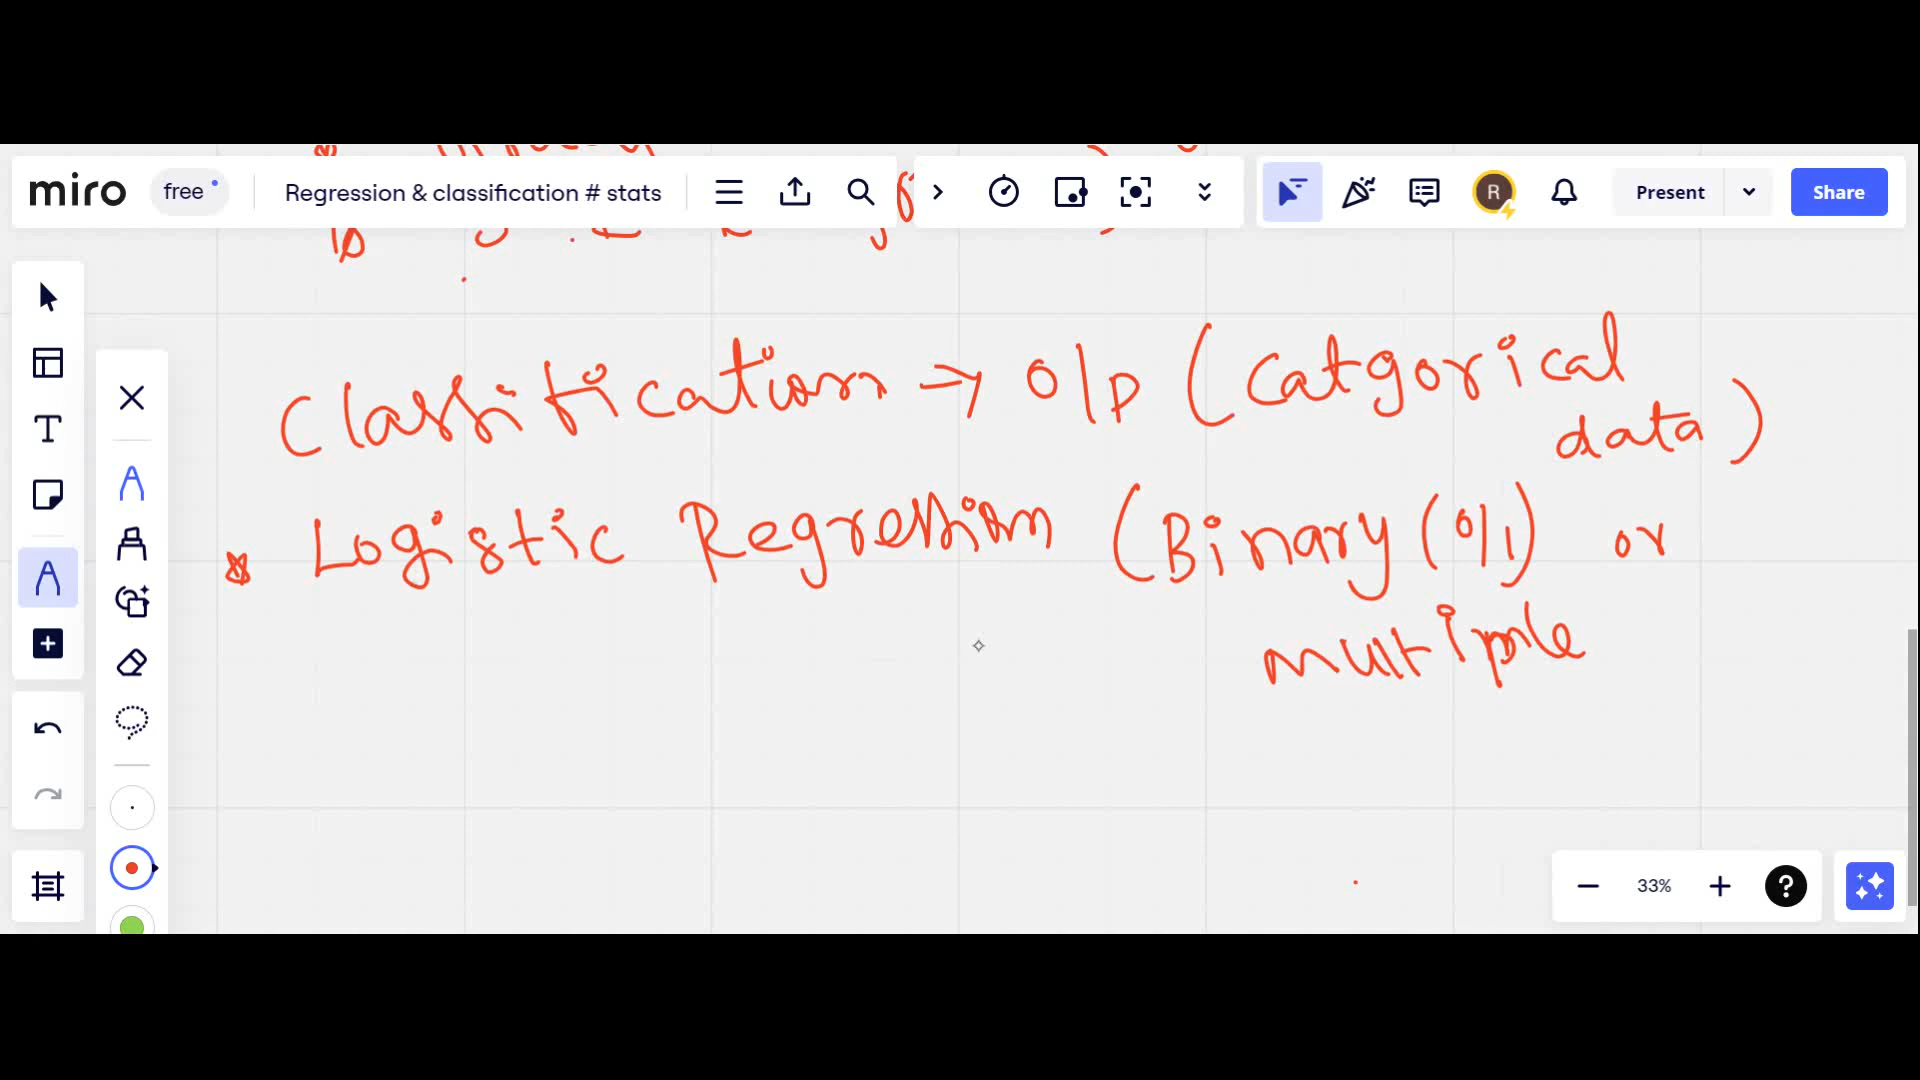 miro free Regression & classification # stats R Present Share
Classification → o/p (Catgorical
data)
* Logistic Regression (Binary (0/1) or
multiple
33%